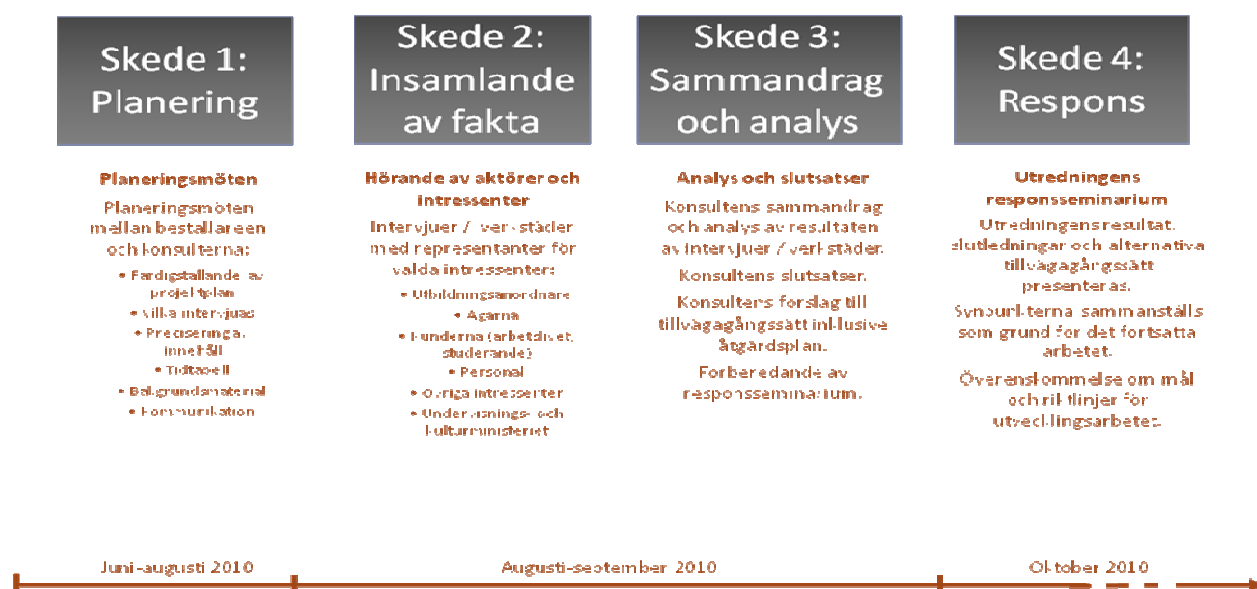 Skede 1:
Planering
Planeringsmöten
Planeringsmöten
mellan beställareen
och konsulterna:
• Färdigställande av
projektplan
• Vilka intervjuas
• Precisering av
innehåll
• Tidtabell
• Bakgrundsmaterial
• Kommunikation
Skede 2:
Insamlande
av fakta
Hörande av aktörer och
intressenter
Intervjuer / verkstäder
med representanter för
valda intressenter:
• Utbildningsanordnare
• Ägarna
• Kunderna (arbetslivet,
studerande)
• Personal
• Övriga intressenter
• Undervisnings- och
kulturministeriet
Skede 3:
Sammandrag
och analys
Analys och slutsatser
Konsultens sammandrag
och analys av resultaten
av intervjuer / verkstäder.
Konsultens slutsatser.
Konsultens förslag till
tillvägagångssätt inklusive
åtgärdsplan.
Förberedande av
responsseminarium.
Skede 4:
Respons
Utredningens
responsseminarium
Utredningens resultat,
slutledningar och alternativa
tillvägagångssätt
presenteras.
Synpunkterna sammanställs
som grund för det fortsatta
arbetet.
Överenskommelse om mål
och riktlinjer för
utvecklingsarbetet.
Juni-augusti 2010
Augusti-september 2010
Oktober 2010